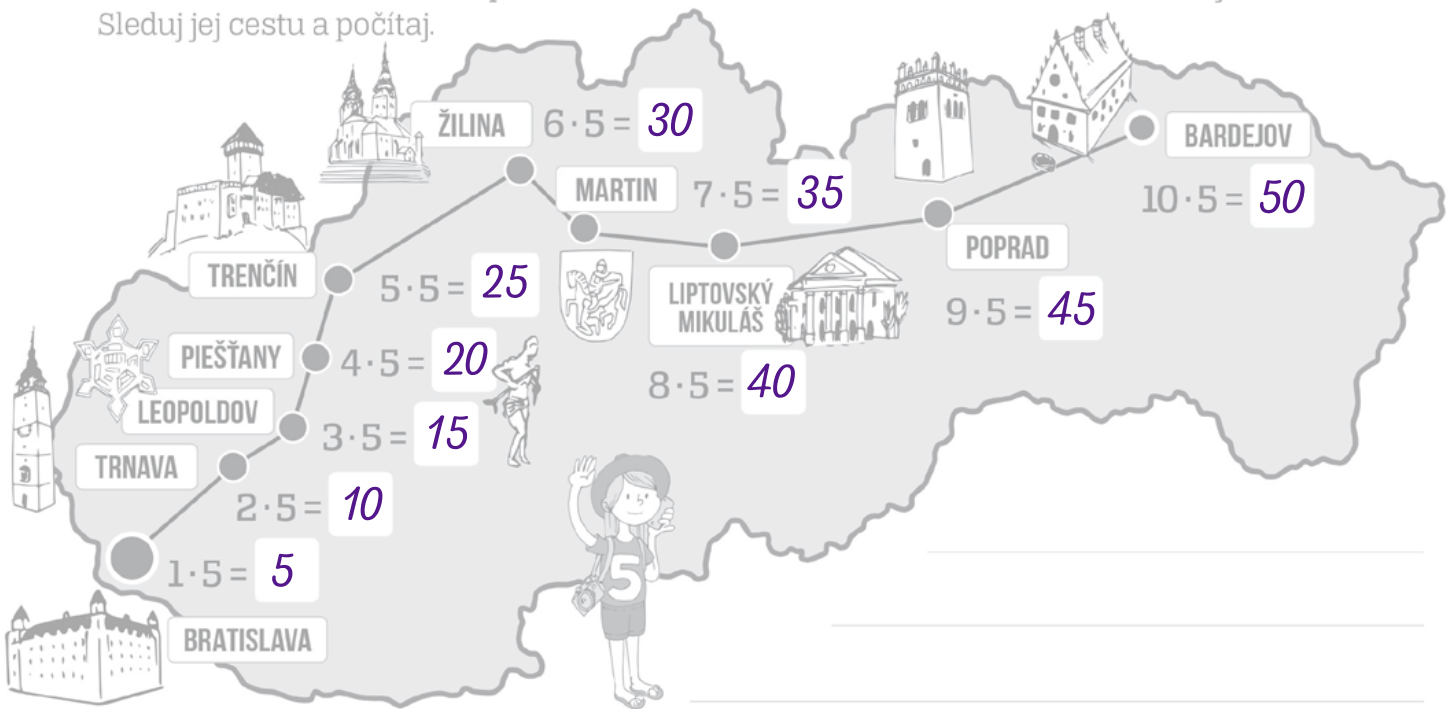 Sleduj jej cestu a počítaj.
ŽILINA 6·5 = 30
MARTIN 7·5 = 35
BARDEJOV
10·5 = 50
TRENČÍN
5·5 = 25
LIPTOVSKÝ
MIKULÁŠ
8·5 = 40
POPRAD
9·5 = 45
PIEŠŤANY
4·5 = 20
LEOPOLDOV
3·5 = 15
TRNAVA
2·5 = 10
1·5 = 5
BRATISLAVA
5